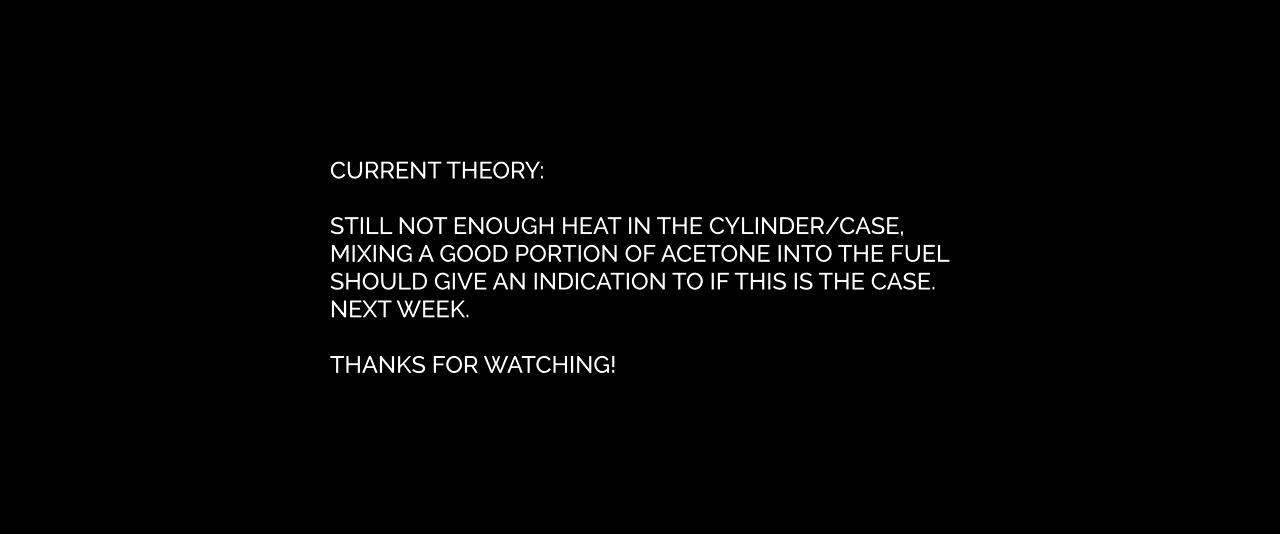 CURRENT THEORY:
STILL NOT ENOUGH HEAT IN THE CYLINDER/CASE,
MIXING A GOOD PORTION OF ACETONE INTO THE FUEL
SHOULD GIVE AN INDICATION TO IF THIS IS THE CASE.
NEXT WEEK.
THANKS FOR WATCHING!